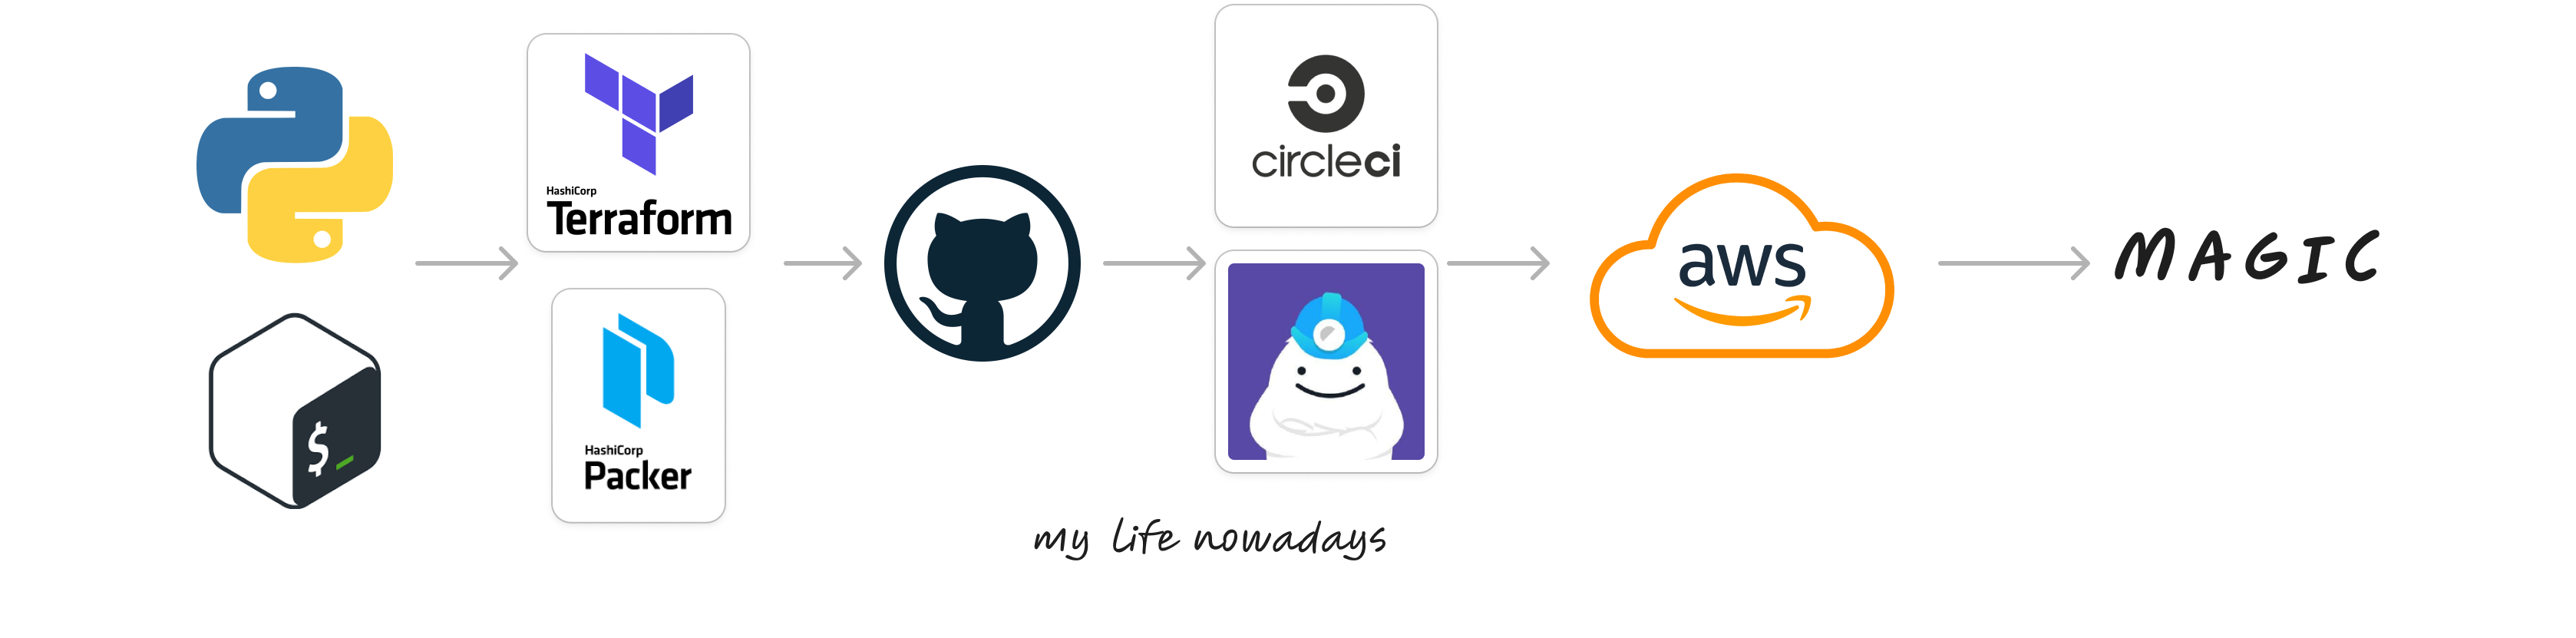 HashiCorp
Terraform
HashiCorp
Packer
$_
circleci
aws
MAGIC
my life nowadays